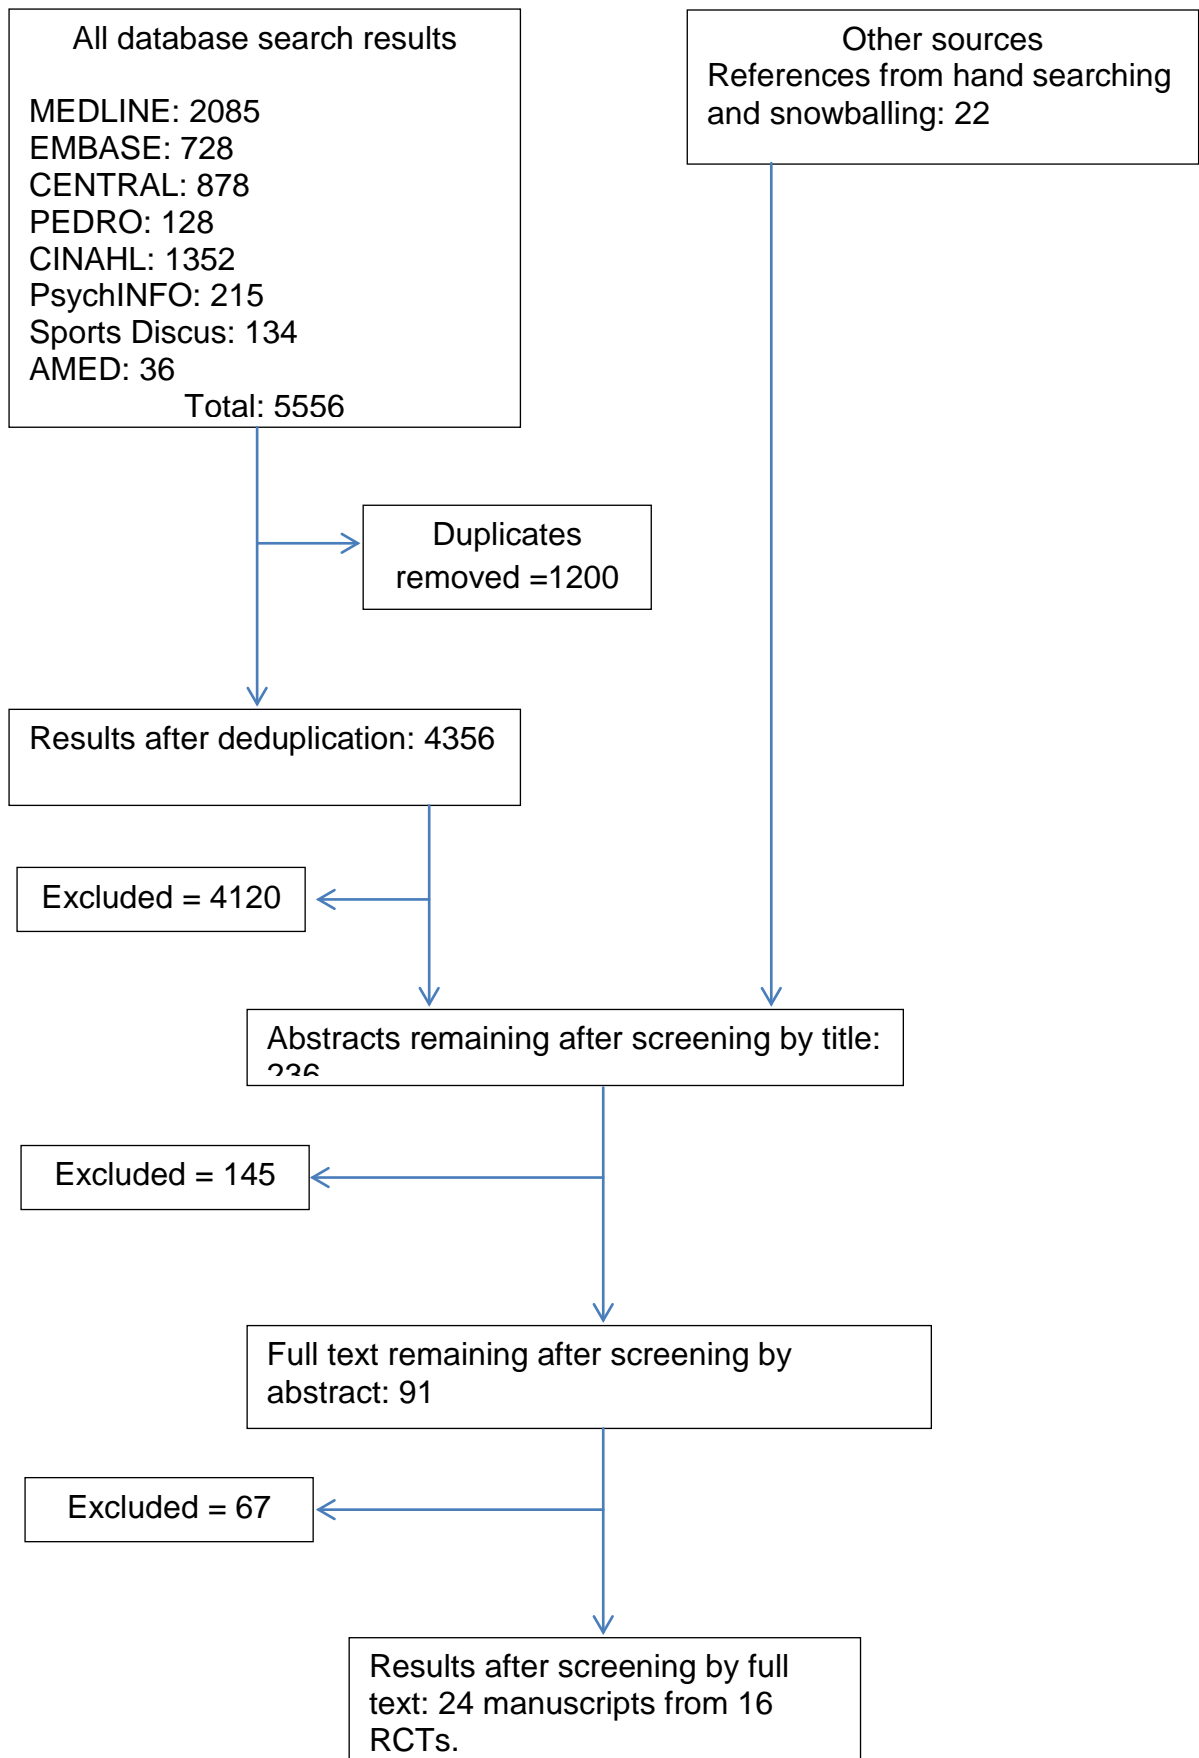 All database search results
MEDLINE: 2085
EMBASE: 728
CENTRAL: 878
PEDRO: 128
CINAHL: 1352
PsychINFO: 215
Sports Discus: 134
AMED: 36
Total: 5556
Other sources
References from hand searching
and snowballing: 22
Duplicates
removed =1200
Results after deduplication: 4356
Excluded = 4120
Abstracts remaining after screening by title:
236
Excluded = 145
Full text remaining after screening by
abstract: 91
Excluded = 67
Results after screening by full
text: 24 manuscripts from 16
RCTs.